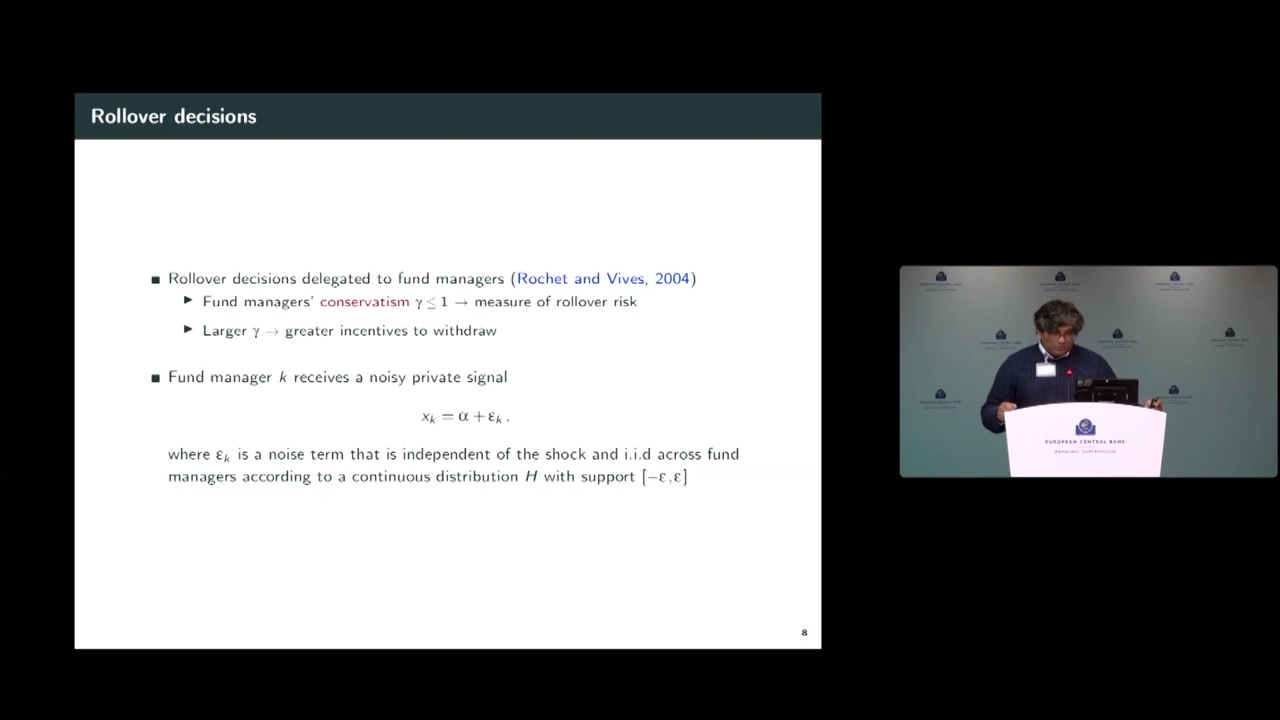 Rollover decisions
■ Rollover decisions delegated to fund managers (Rochet and Vives, 2004)
▶ Fund managers' conservatism γ ≤ 1 → measure of rollover risk
▶ Larger γ → greater incentives to withdraw
■ Fund manager k receives a noisy private signal
xₖ = α + εₖ ,
where εₖ is a noise term that is independent of the shock and i.i.d across fund
managers according to a continuous distribution H with support [−ε,ε]
8
EUROPEAN CENTRAL BANK
BANKING SUPERVISION